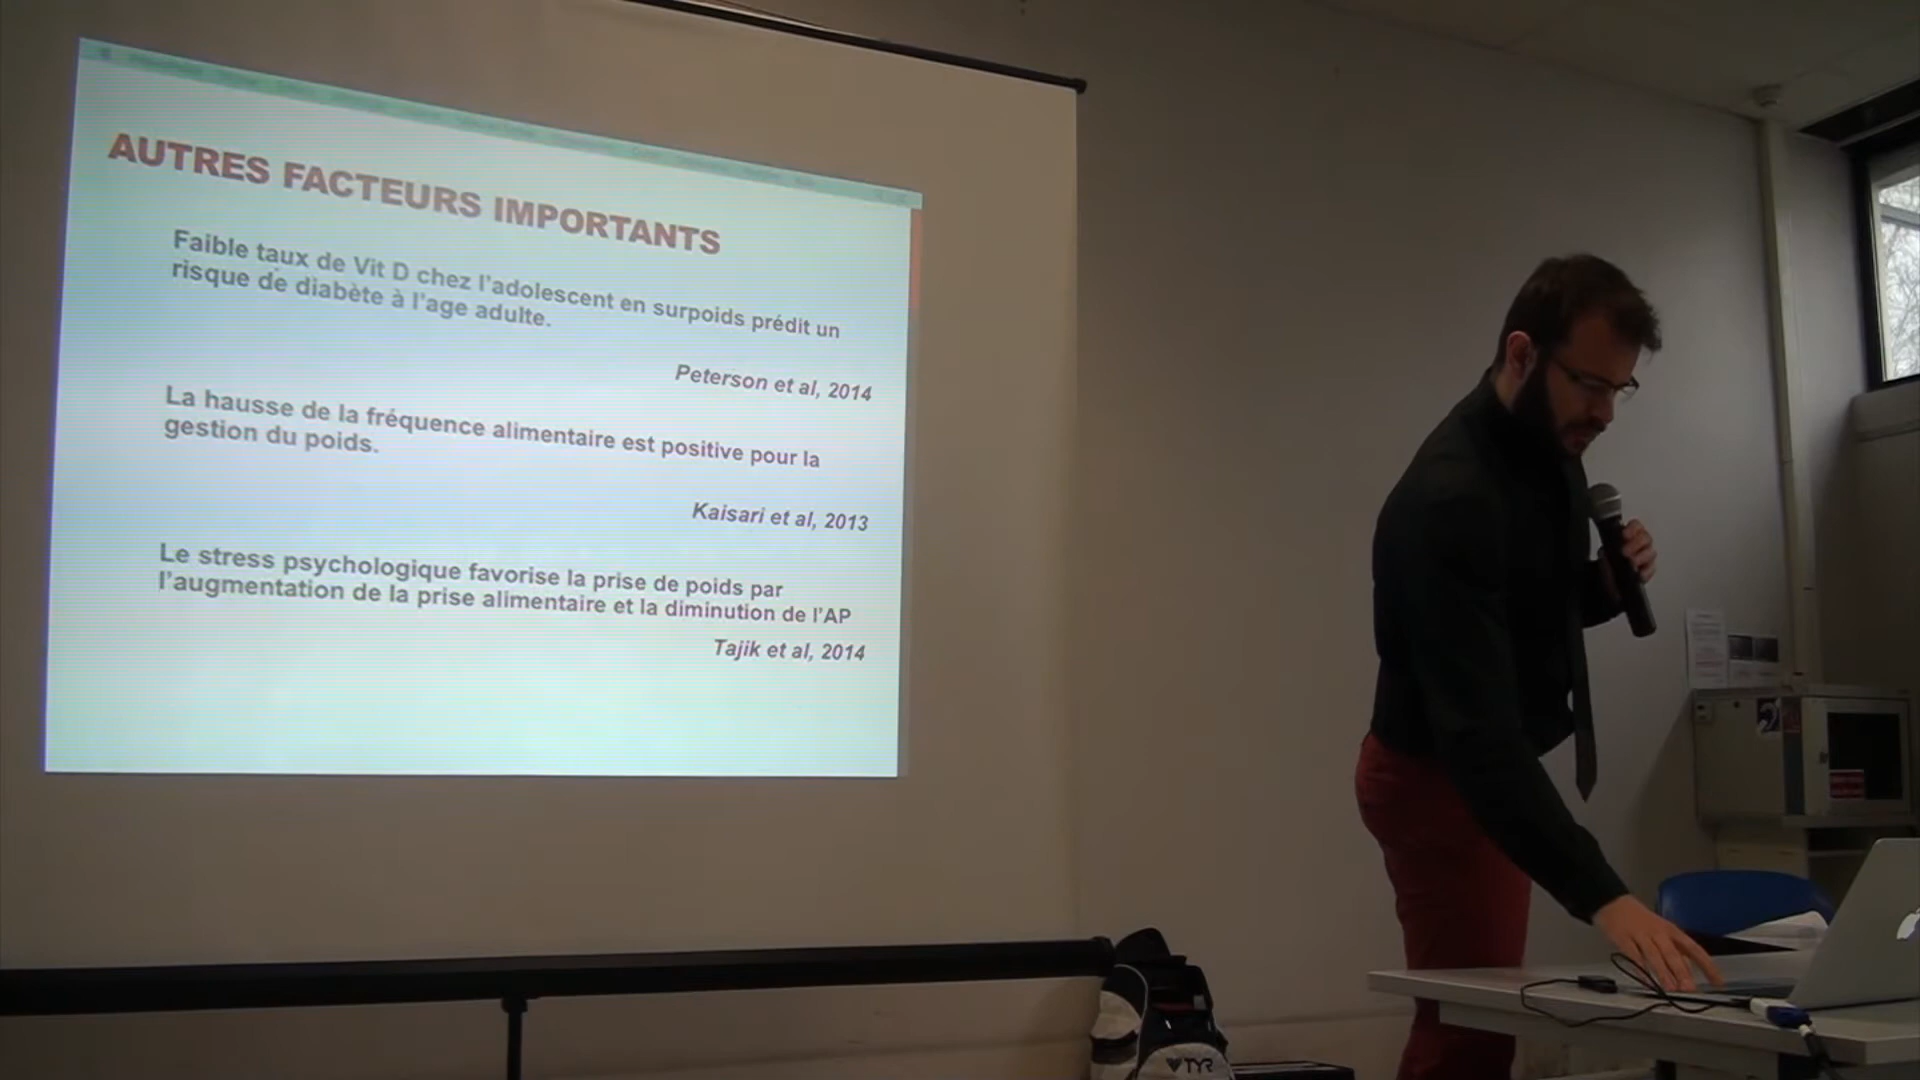 AUTRES FACTEURS IMPORTANTS
Faible taux de Vit D chez l'adolescent en surpoids prédit un
risque de diabète à l'age adulte.
Peterson et al, 2014
La hausse de la fréquence alimentaire est positive pour la
gestion du poids.
Kaisari et al, 2013
Le stress psychologique favorise la prise de poids par
l'augmentation de la prise alimentaire et la diminution de l'AP
Tajik et al, 2014
TYR